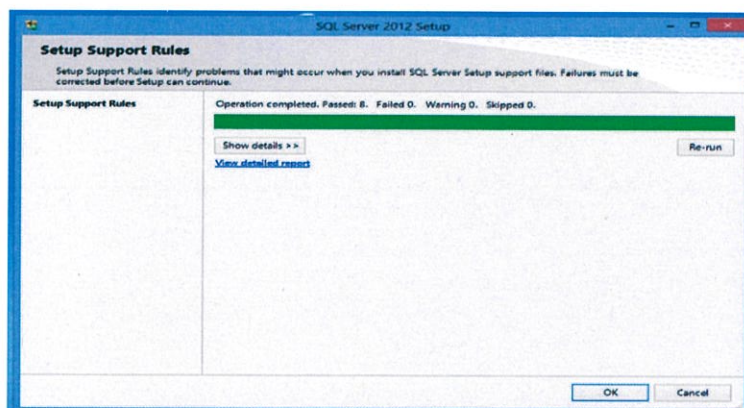 SQL Server 2012 Setup
Setup Support Rules
Setup Support Rules identify problems that might occur when you install SQL Server Setup support files. Failures must be
corrected before Setup can continue.
Setup Support Rules
Operation completed. Passed: 8. Failed 0. Warning 0. Skipped 0.
Show details >>
Re-run
View detailed report
OK
Cancel